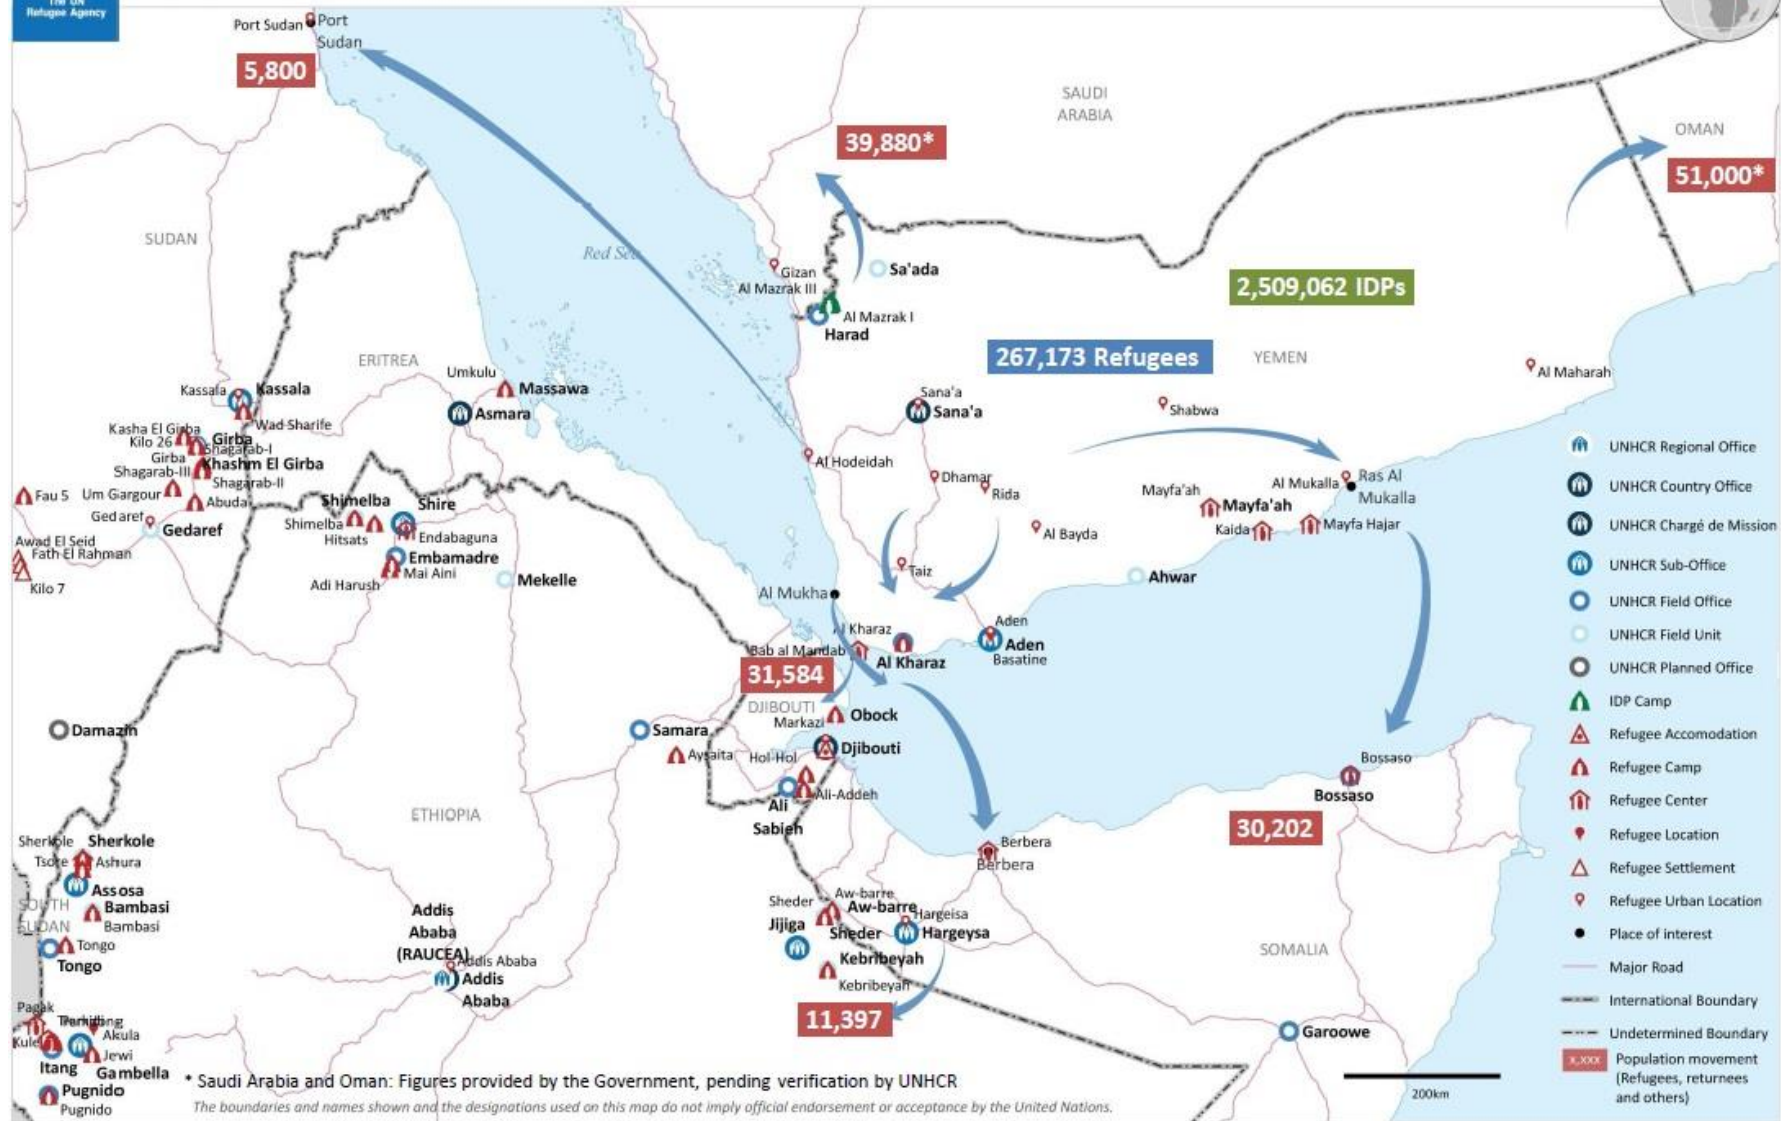 The UN
Refugee Agency
Port Sudan
Port
Sudan
5,800
SAUDI
ARABIA
39,880*
OMAN
51,000*
SUDAN
Red Sea
Gizan
Sa'ada
Al Mazrak III
2,509,062 IDPs
Al Mazrak I
Harad
267,173 Refugees
YEMEN
ERITREA
Umkulu
Massawa
Al Maharah
Kassala
Kassala
Asmara
Sana'a
Sana'a
Shabwa
Wad Sharife
Kasha El Girba
Kilo 26
Girba
Shagarab-I
Girba
Khashm El Girba
Shagarab-III
Shagarab-II
Al Hodeidah
Dhamar
Rida
Al Mukalla
Ras Al
Mukalla
Fau 5
Um Gargour
Abuda
Mayfa'ah
Mayfa'ah
Shimelba
Shire
Gedaref
Gedaref
Shimelba
Hitsats
Endabaguna
Kaida
Mayfa Hajar
Al Bayda
Awad El Seid
Fath El Rahman
Kilo 7
Embamadre
Mai Aini
Adi Harush
Mekelle
Taiz
Ahwar
Al Mukha
Al Kharaz
Aden
Aden
Basatine
Bab al Mandab
Al Kharaz
31,584
DJIBOUTI
Markazi
Obock
Damazin
Samara
Aysaita
Hol-Hol
Djibouti
Bossaso
Bossaso
Ali
Sabieh
Ali-Addeh
ETHIOPIA
30,202
Sherkole
Sherkole
Tsore
Ashura
Berbera
Berbera
Assosa
SOUTH
SUDAN
Bambasi
Bambasi
Tongo
Tongo
Addis
Ababa
(RAUCEA)
Addis Ababa
Addis
Ababa
Sheder
Aw-barre
Aw-barre
Hargeisa
Jijiga
Sheder
Hargeysa
Kebribeyah
Kebribeyah
SOMALIA
11,397
Garoowe
Pagak
Akula
Kule
Jewi
Itang
Gambella
Pugnido
Pugnido
UNHCR Regional Office
UNHCR Country Office
UNHCR Chargé de Mission
UNHCR Sub-Office
UNHCR Field Office
UNHCR Field Unit
UNHCR Planned Office
IDP Camp
Refugee Accomodation
Refugee Camp
Refugee Center
Refugee Location
Refugee Settlement
Refugee Urban Location
Place of interest
Major Road
International Boundary
Undetermined Boundary
x,xxx
Population movement
(Refugees, returnees
and others)
200km
* Saudi Arabia and Oman: Figures provided by the Government, pending verification by UNHCR
The boundaries and names shown and the designations used on this map do not imply official endorsement or acceptance by the United Nations.